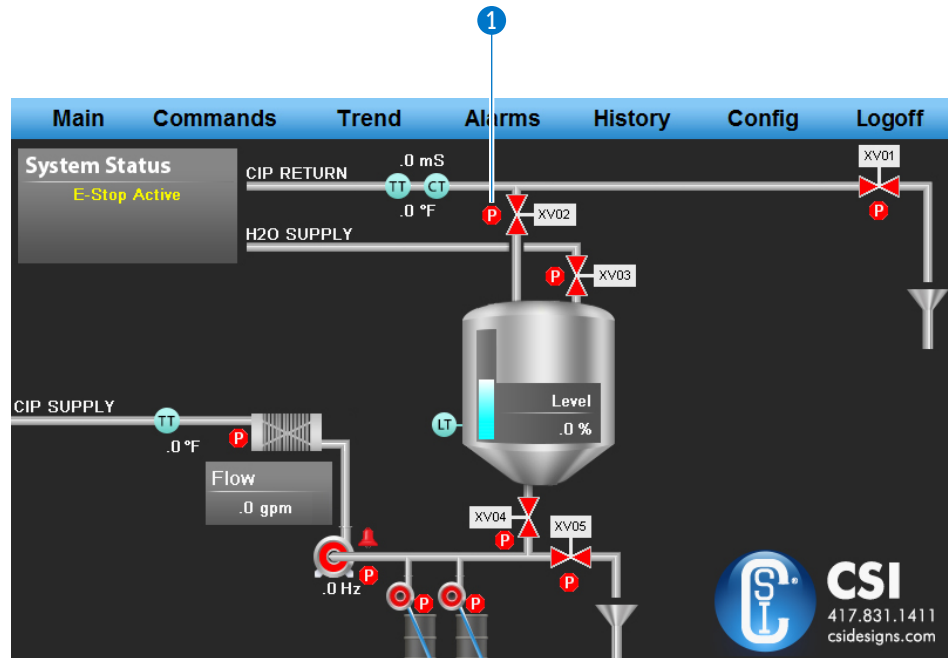 1
Main Commands Trend Alarms History Config Logoff
System Status
E-Stop Active
CIP RETURN
.0 mS
TT
CT
.0 °F
XV01
P
P
XV02
H2O SUPPLY
P
XV03
Level
.0 %
LT
CIP SUPPLY
TT
.0 °F
P
Flow
.0 gpm
XV04
P
XV05
P
.0 Hz
P
P
P
CSI
CSI
417.831.1411
csidesigns.com